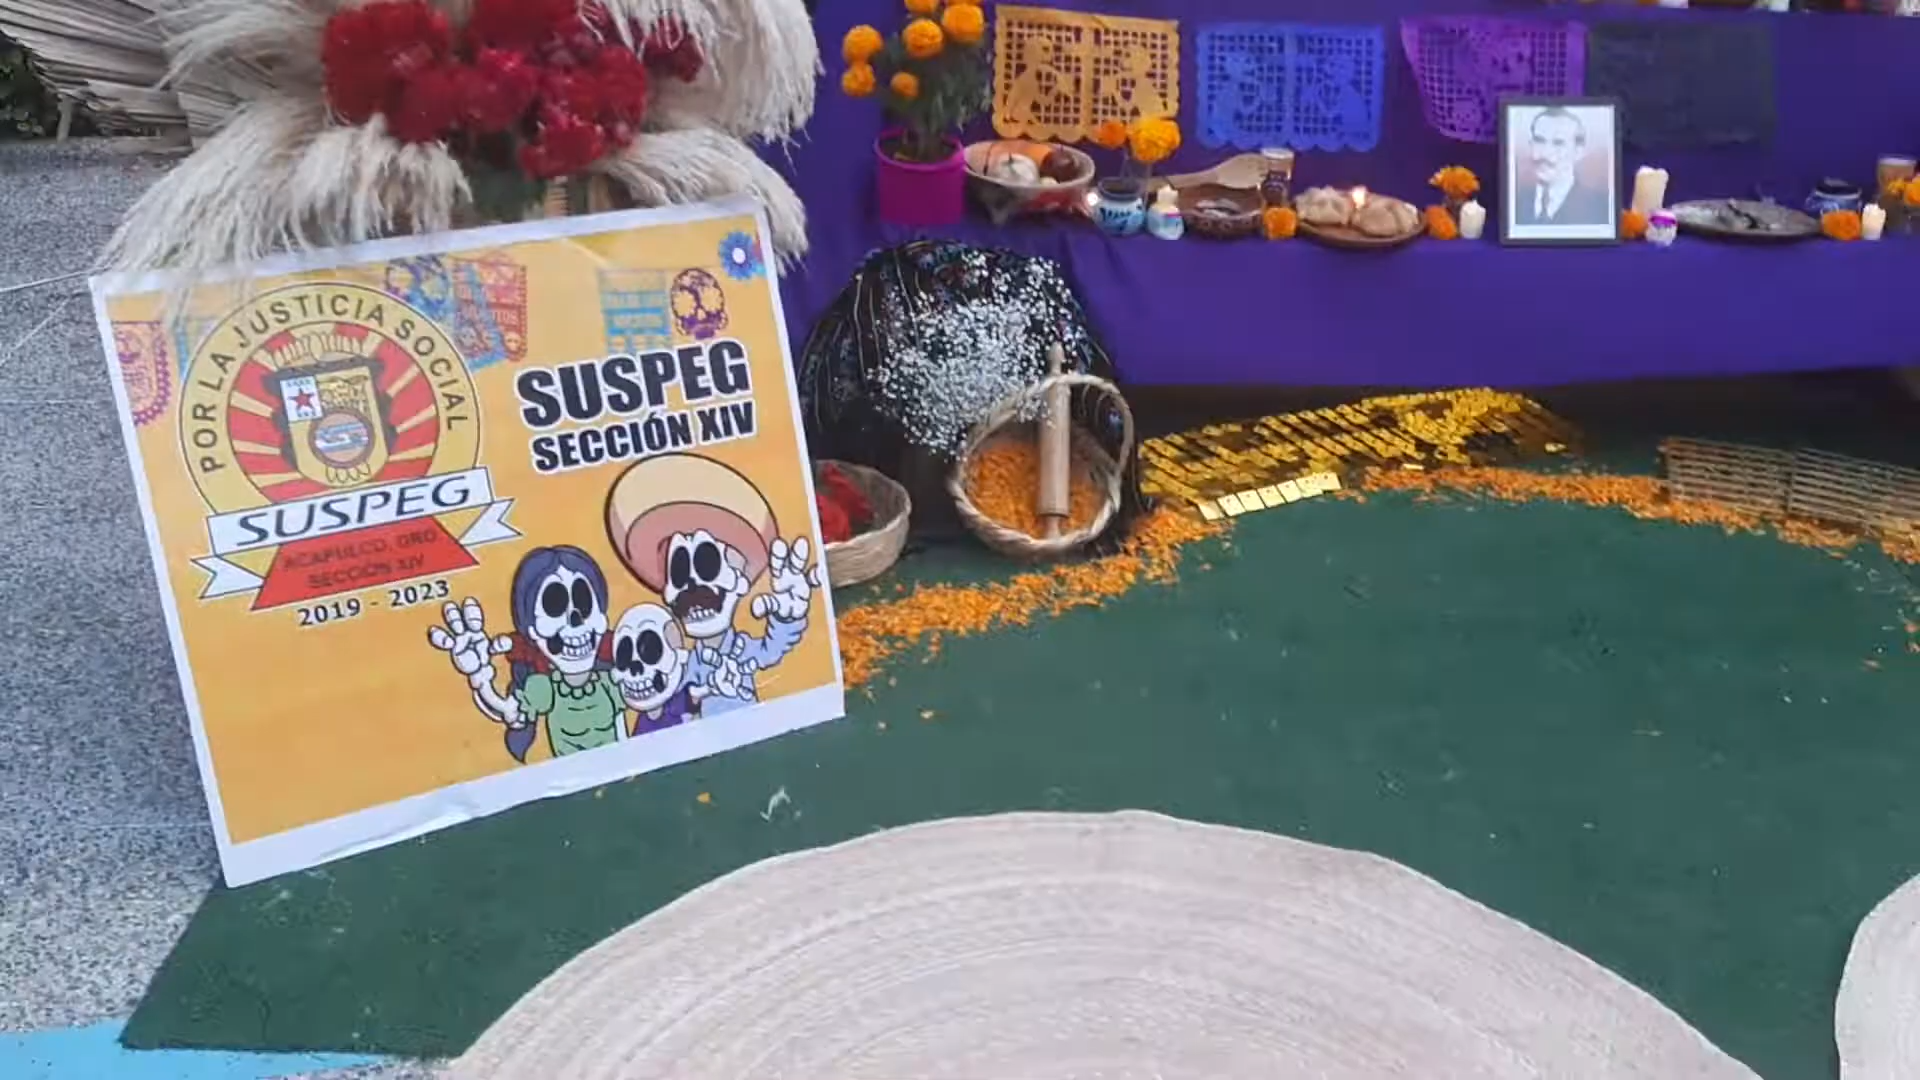 POR LA JUSTICIA SOCIAL
SUSPEG
SECCIÓN XIV
SUSPEG
ACAPULCO, GRO.
SECCIÓN XIV
2019 - 2023